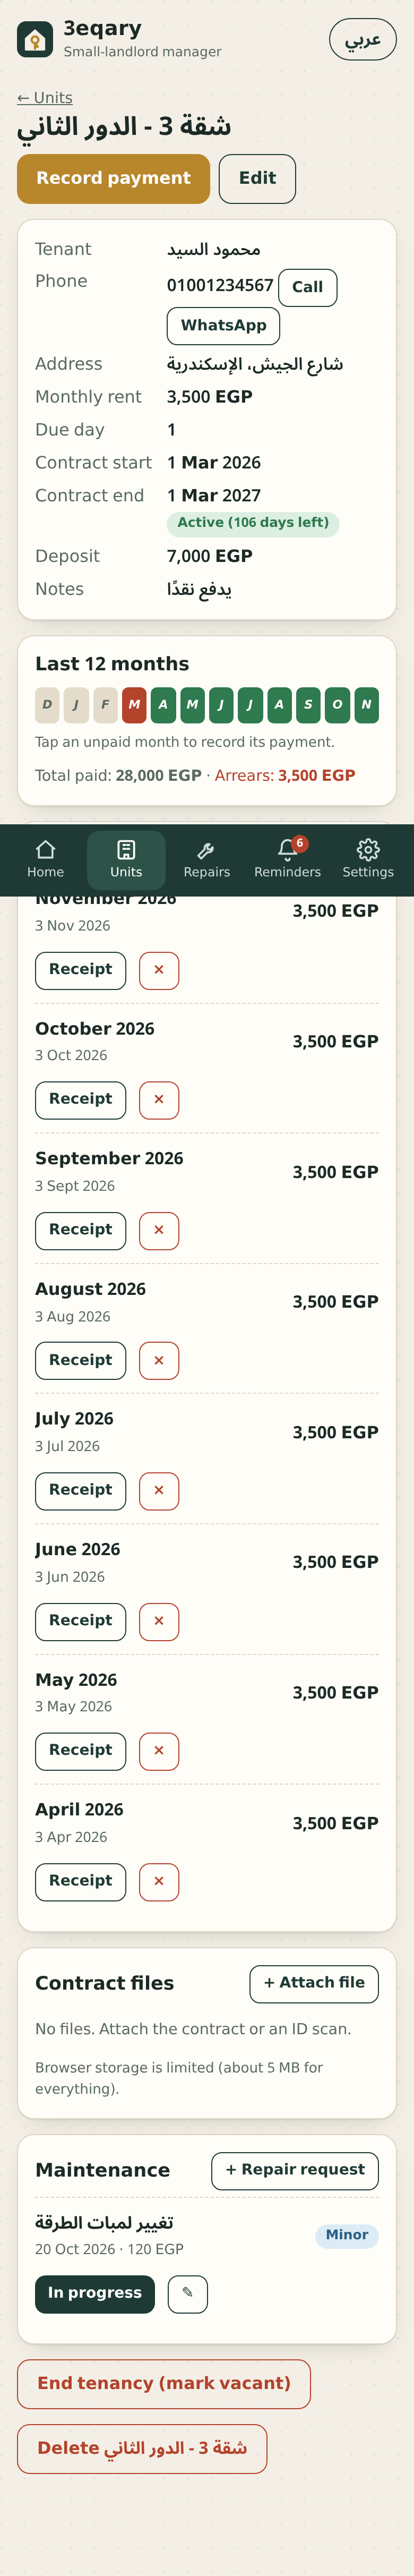 3eqary
Small-landlord manager
عربي
← Units
شقة 3 - الدور الثاني
Record payment
Edit
Tenant محمود السيد
Phone 01001234567 Call
WhatsApp
Address شارع الجيش، الإسكندرية
Monthly rent 3,500 EGP
Due day 1
Contract start 1 Mar 2026
Contract end 1 Mar 2027
Active (106 days left)
Deposit 7,000 EGP
Notes يدفع نقدًا
Last 12 months
D J F M A M J J A S O N
Tap an unpaid month to record its payment.
Total paid: 28,000 EGP · Arrears: 3,500 EGP
6
Home Units Repairs Reminders Settings
November 2026 3,500 EGP
3 Nov 2026
Receipt ×
October 2026 3,500 EGP
3 Oct 2026
Receipt ×
September 2026 3,500 EGP
3 Sept 2026
Receipt ×
August 2026 3,500 EGP
3 Aug 2026
Receipt ×
July 2026 3,500 EGP
3 Jul 2026
Receipt ×
June 2026 3,500 EGP
3 Jun 2026
Receipt ×
May 2026 3,500 EGP
3 May 2026
Receipt ×
April 2026 3,500 EGP
3 Apr 2026
Receipt ×
Contract files + Attach file
No files. Attach the contract or an ID scan.
Browser storage is limited (about 5 MB for
everything).
Maintenance + Repair request
تغيير لمبات الطرقة
20 Oct 2026 · 120 EGP
Minor
In progress ✎
End tenancy (mark vacant)
Delete شقة 3 - الدور الثاني